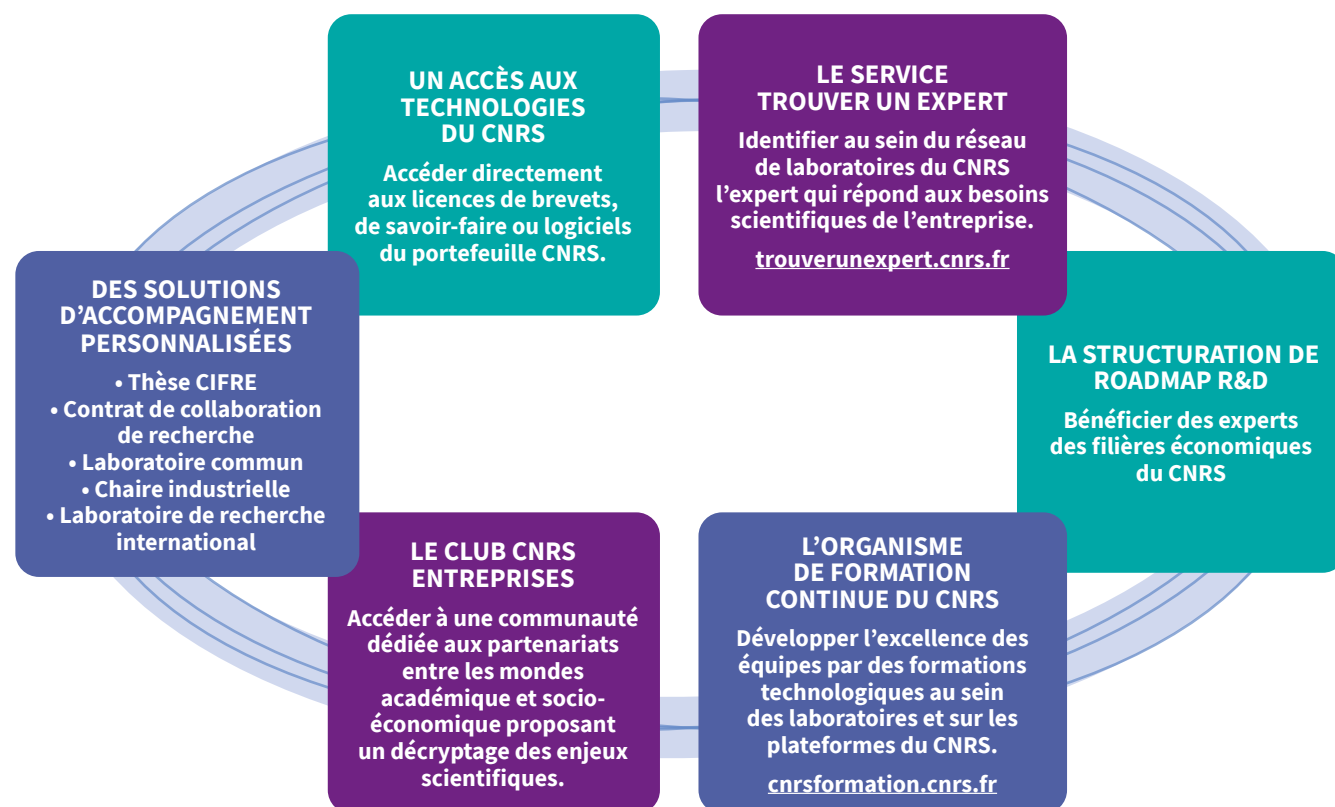 UN ACCÈS AUX
TECHNOLOGIES
DU CNRS
Accéder directement
aux licences de brevets,
de savoir-faire ou logiciels
du portefeuille CNRS.
LE SERVICE
TROUVER UN EXPERT
Identifier au sein du réseau
de laboratoires du CNRS
l’expert qui répond aux besoins
scientifiques de l’entreprise.
trouverunexpert.cnrs.fr
DES SOLUTIONS
D’ACCOMPAGNEMENT
PERSONNALISÉES
• Thèse CIFRE
• Contrat de collaboration
de recherche
• Laboratoire commun
• Chaire industrielle
• Laboratoire de recherche
international
LA STRUCTURATION DE
ROADMAP R&D
Bénéficier des experts
des filières économiques
du CNRS
LE CLUB CNRS
ENTREPRISES
Accéder à une communauté
dédiée aux partenariats
entre les mondes
académique et socio-
économique proposant
un décryptage des enjeux
scientifiques.
L’ORGANISME
DE FORMATION
CONTINUE DU CNRS
Développer l’excellence des
équipes par des formations
technologiques au sein
des laboratoires et sur les
plateformes du CNRS.
cnrsformation.cnrs.fr